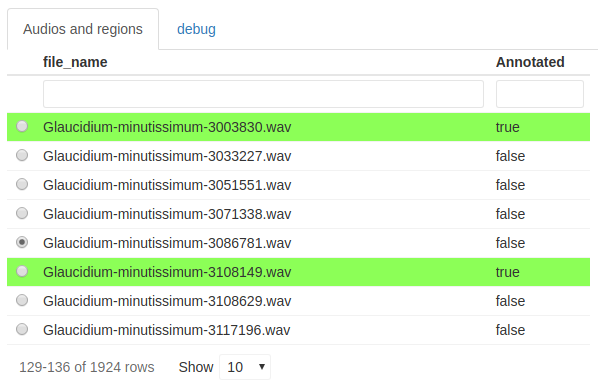 Audios and regions debug
file_name Annotated
Glaucidium-minutissimum-3003830.wav true
Glaucidium-minutissimum-3033227.wav false
Glaucidium-minutissimum-3051551.wav false
Glaucidium-minutissimum-3071338.wav false
Glaucidium-minutissimum-3086781.wav false
Glaucidium-minutissimum-3108149.wav true
Glaucidium-minutissimum-3108629.wav false
Glaucidium-minutissimum-3117196.wav false
129-136 of 1924 rows Show 10